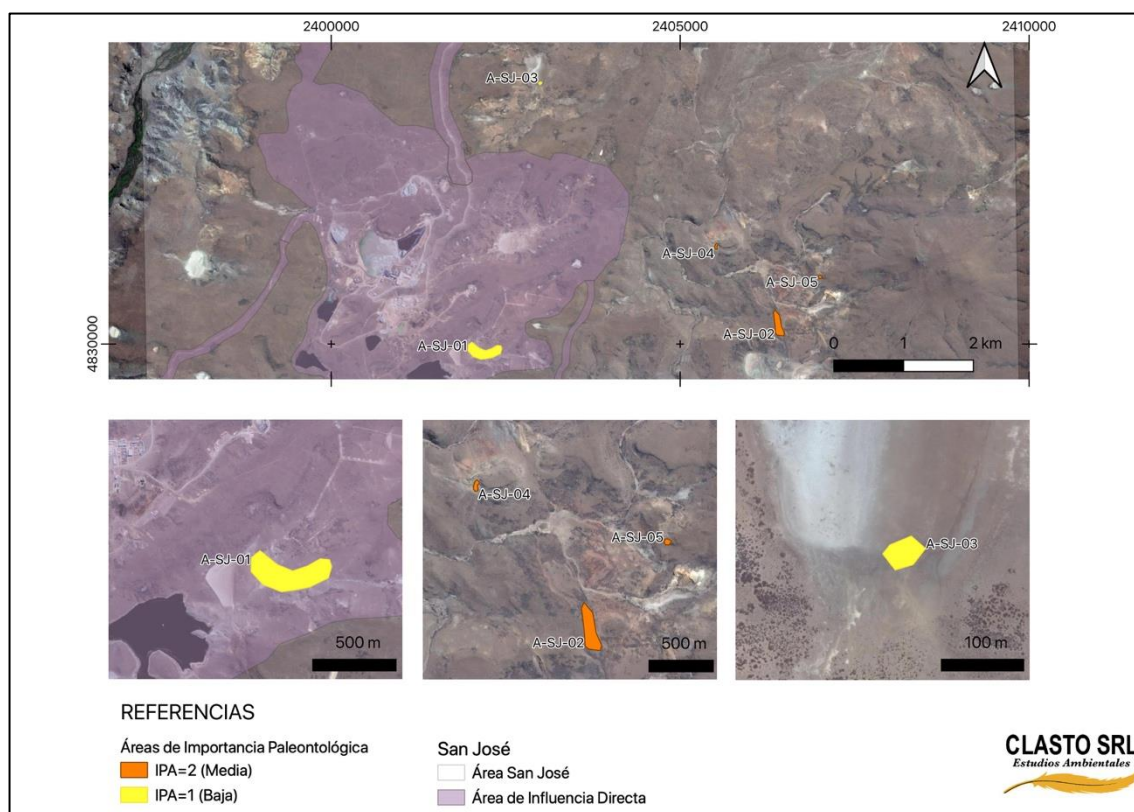 2400000
2405000
2410000
A-SJ-03
A-SJ-04
A-SJ-05
A-SJ-02
4830000
A-SJ-01
0 1 2 km
A-SJ-01
500 m
A-SJ-04
A-SJ-05
A-SJ-02
500 m
A-SJ-03
100 m
REFERENCIAS
Áreas de Importancia Paleontológica
IPA=2 (Media)
IPA=1 (Baja)
San José
Área San José
Área de Influencia Directa
CLASTO SRL
Estudios Ambientales